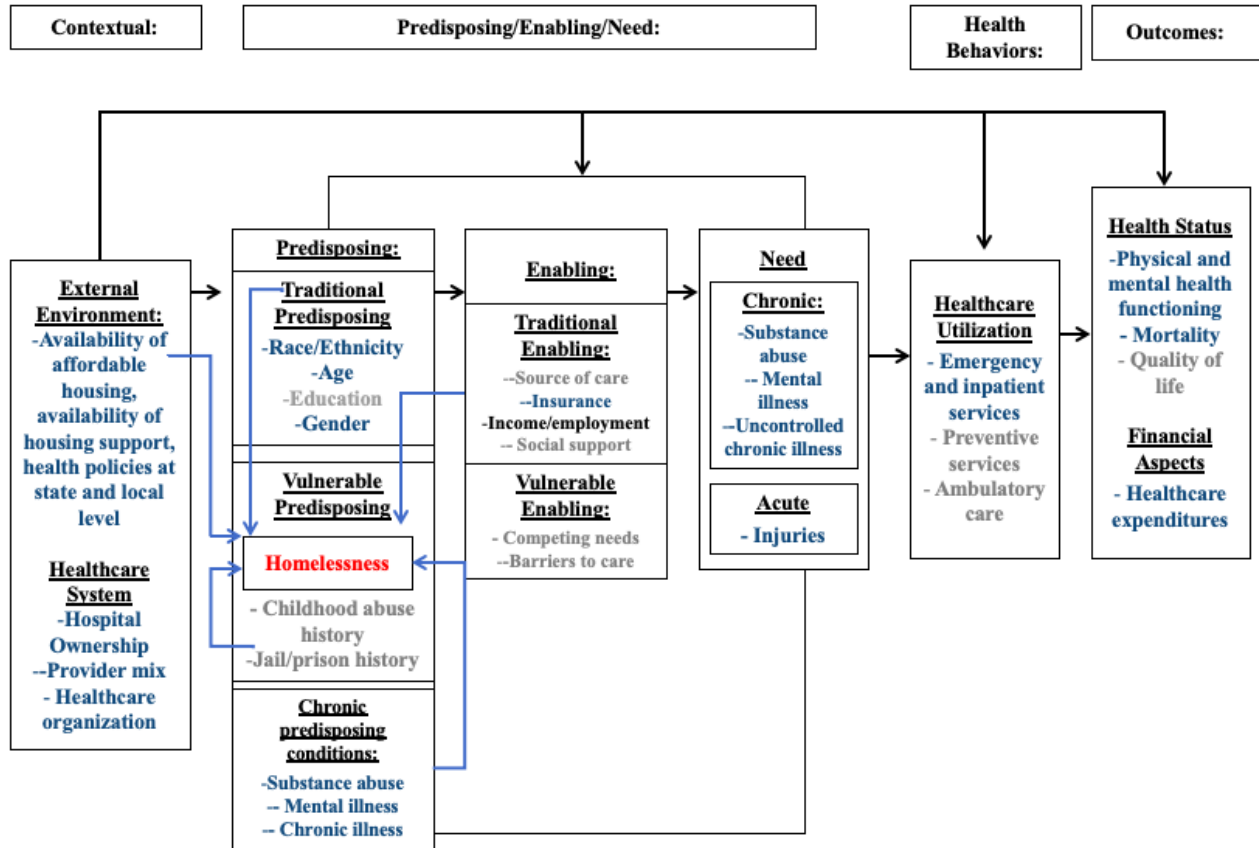 Contextual:
Predisposing/Enabling/Need:
Health
Behaviors:
Outcomes:
External
Environment:
-Availability of
affordable
housing,
availability of
housing support,
health policies at
state and local
level
Healthcare
System
-Hospital
Ownership
--Provider mix
- Healthcare
organization
Predisposing:
Traditional
Predisposing
-Race/Ethnicity
-Age
-Education
-Gender
Vulnerable
Predisposing
Homelessness
- Childhood abuse
history
-Jail/prison history
Chronic
predisposing
conditions:
-Substance abuse
-- Mental illness
-- Chronic illness
Enabling:
Traditional
Enabling:
--Source of care
--Insurance
-Income/employment
-- Social support
Vulnerable
Enabling:
- Competing needs
--Barriers to care
Need
Chronic:
-Substance
abuse
-- Mental
illness
--Uncontrolled
chronic illness
Acute
- Injuries
Healthcare
Utilization
- Emergency
and inpatient
services
- Preventive
services
- Ambulatory
care
Health Status
-Physical and
mental health
functioning
- Mortality
- Quality of
life
Financial
Aspects
- Healthcare
expenditures